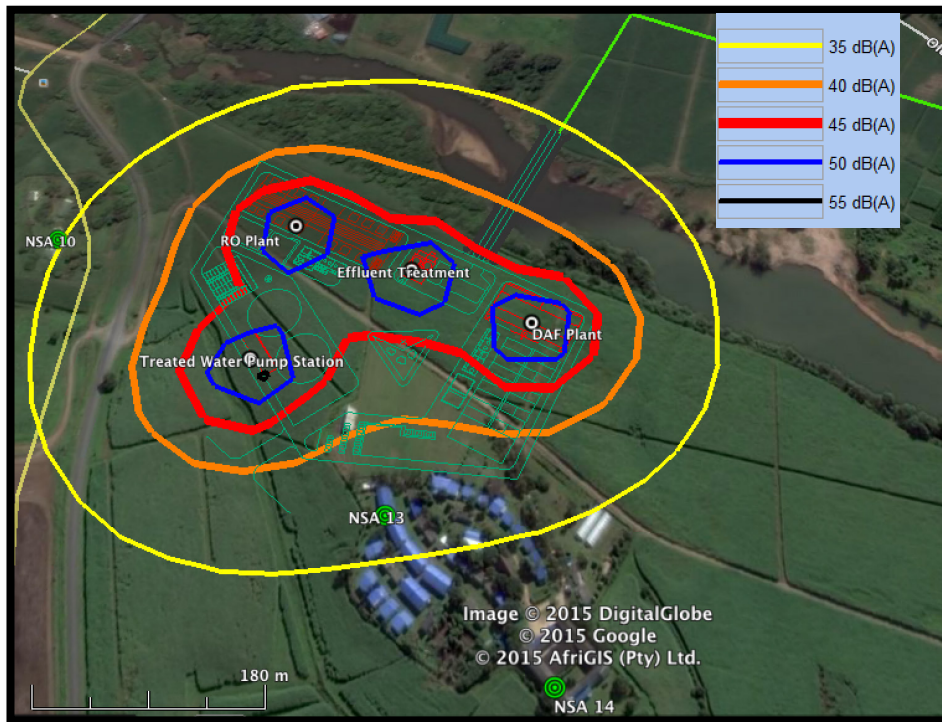 35 dB(A)
40 dB(A)
45 dB(A)
50 dB(A)
55 dB(A)
NSA 10
RO Plant
Effluent Treatment
DAF Plant
Treated Water Pump Station
NSA 13
Image © 2015 DigitalGlobe
© 2015 Google
© 2015 AfriGIS (Pty) Ltd.
180 m
NSA 14